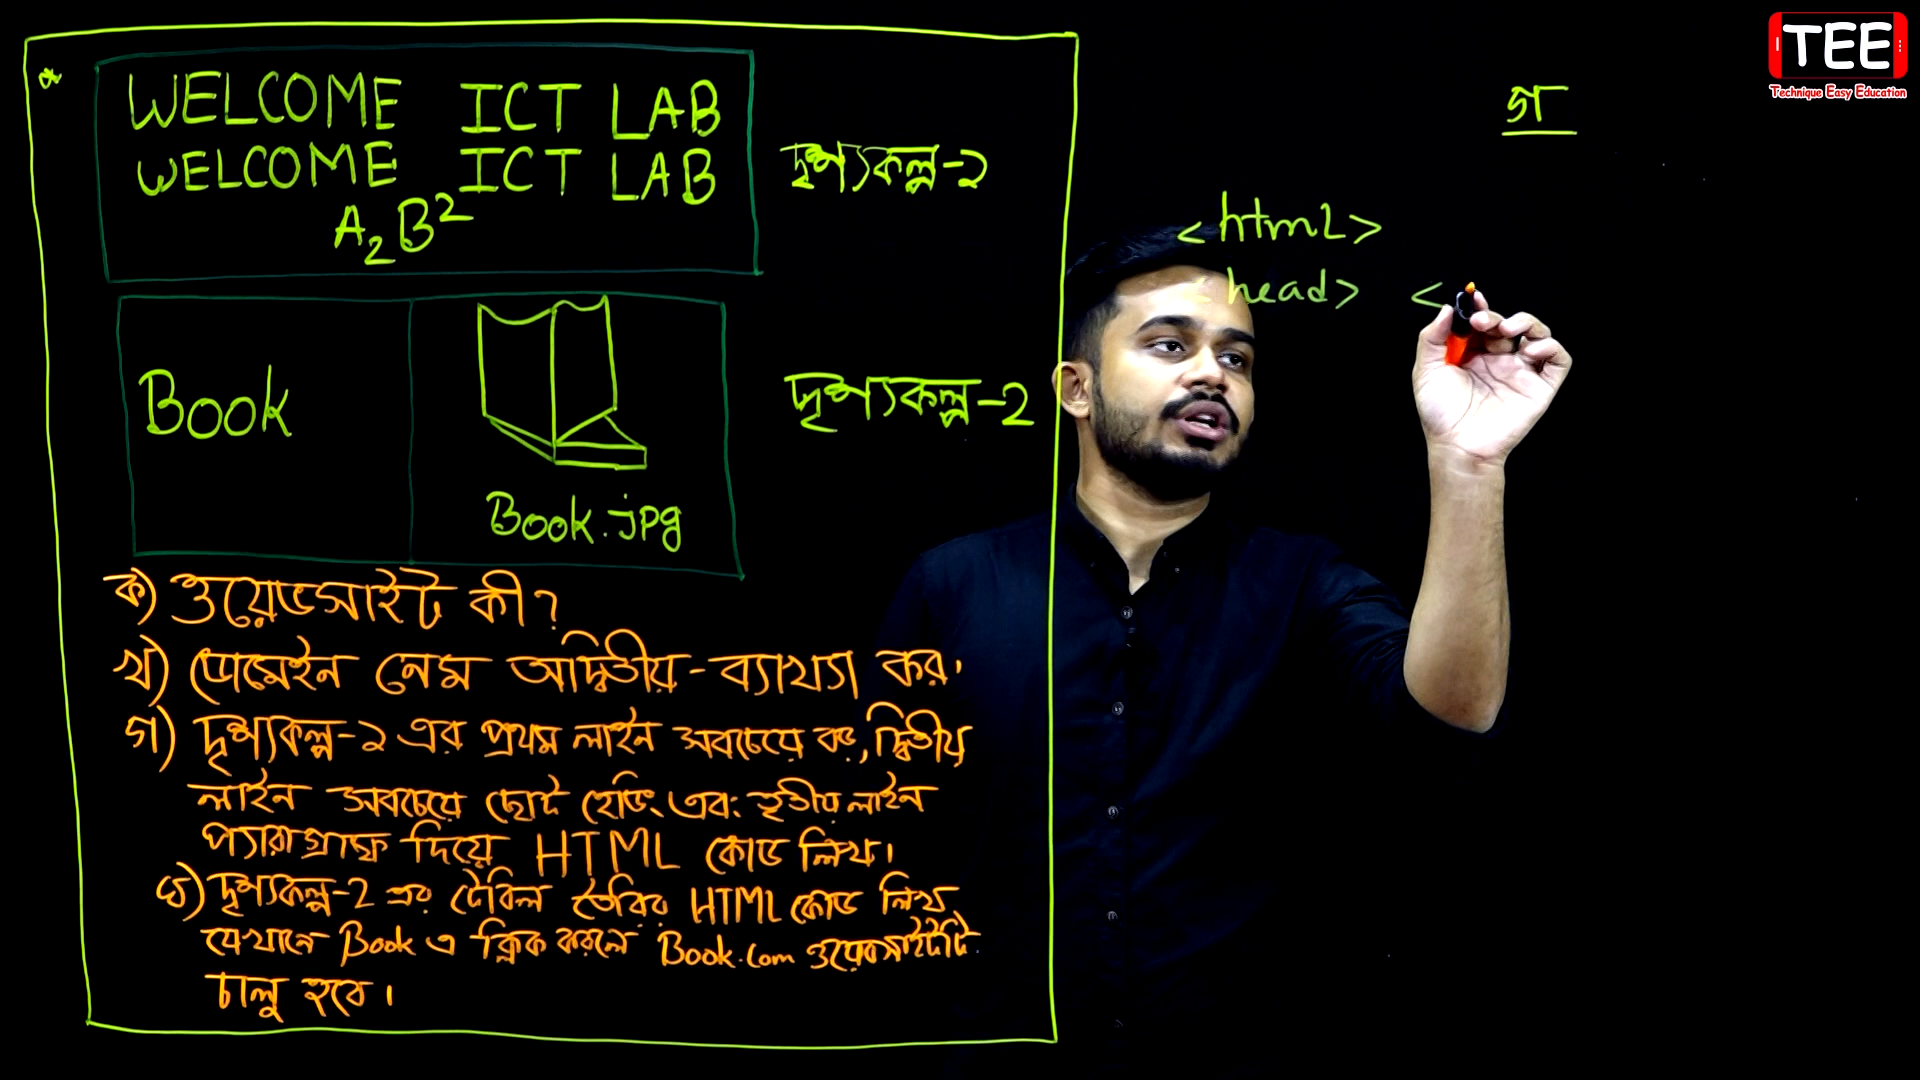 TEE
Technique Easy Education
WELCOME ICT LAB
WELCOME ICT LAB
A₂B²
দৃশ্যকল্প-১
Book
Book.jpg
দৃশ্যকল্প-2
ক) ওয়েবসাইট কী?
খ) ডোমেইন নেম অদ্বিতীয়-ব্যাখ্যা কর।
গ) দৃশ্যকল্প-১ এর প্রথম লাইন সবচেয়ে বড়, দ্বিতীয়
লাইন সবচেয়ে ছোট হেডিং এবং তৃতীয় লাইন
প্যারাগ্রাফ দিয়ে HTML কোড লিখ।
ঘ) দৃশ্যকল্প-2 এর টেবিল তৈরির HTML কোড লিখ
যেখানে Book এ ক্লিক করলে Book.com ওয়েবসাইটটি
চালু হবে।
গ
<html>
<head> <